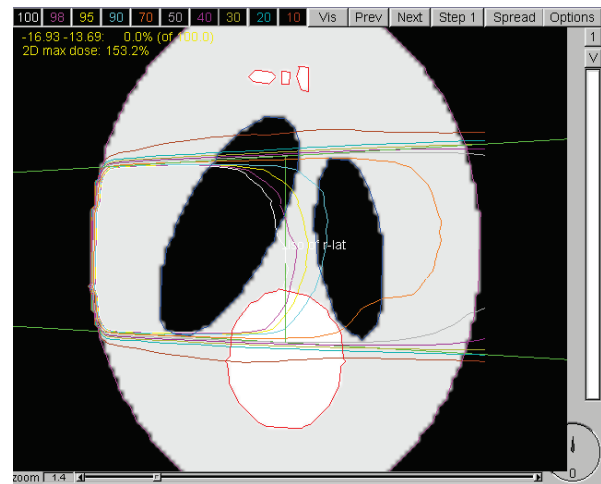 100 98 95 90 70 50 40 30 20 10 Vis Prev Next Step 1 Spread Options
-16.93 -13.69: 0.0% (of 100.0)
2D max dose: 153.2%
1
V
r-lat
zoom 1.4
0